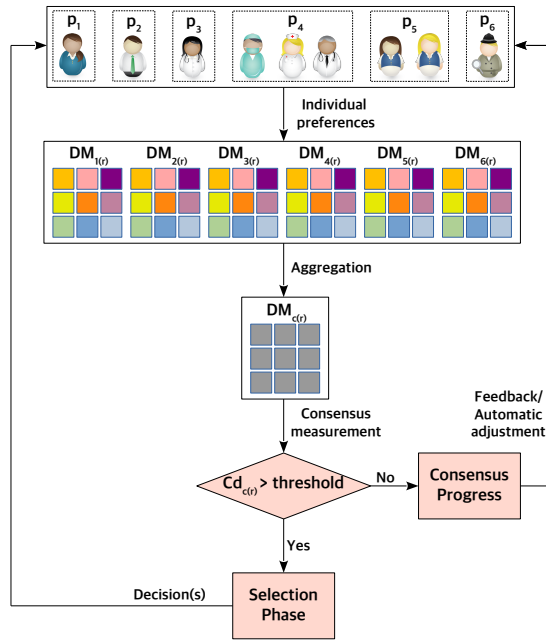 p1 p2 p3 p4 p5 p6
Individual
preferences
DM1(r) DM2(r) DM3(r) DM4(r) DM5(r) DM6(r)
Aggregation
DMc(r)
Consensus
measurement
Feedback/
Automatic
adjustment
Cdc(r) > threshold
No
Consensus
Progress
Yes
Decision(s)
Selection
Phase